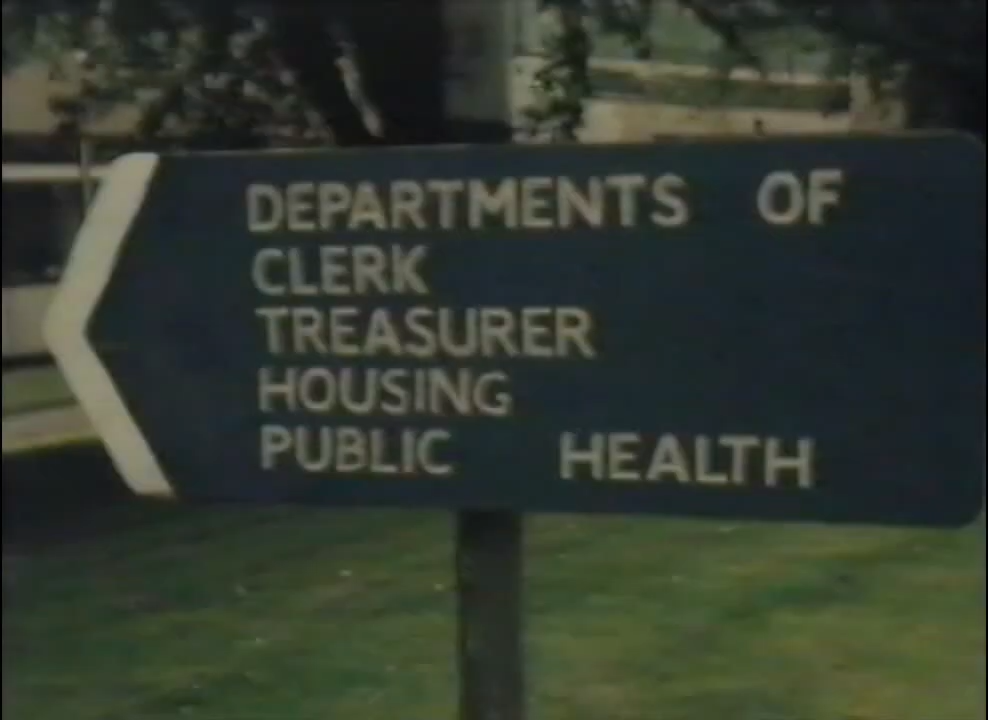 DEPARTMENTS OF
CLERK
TREASURER
HOUSING
PUBLIC HEALTH